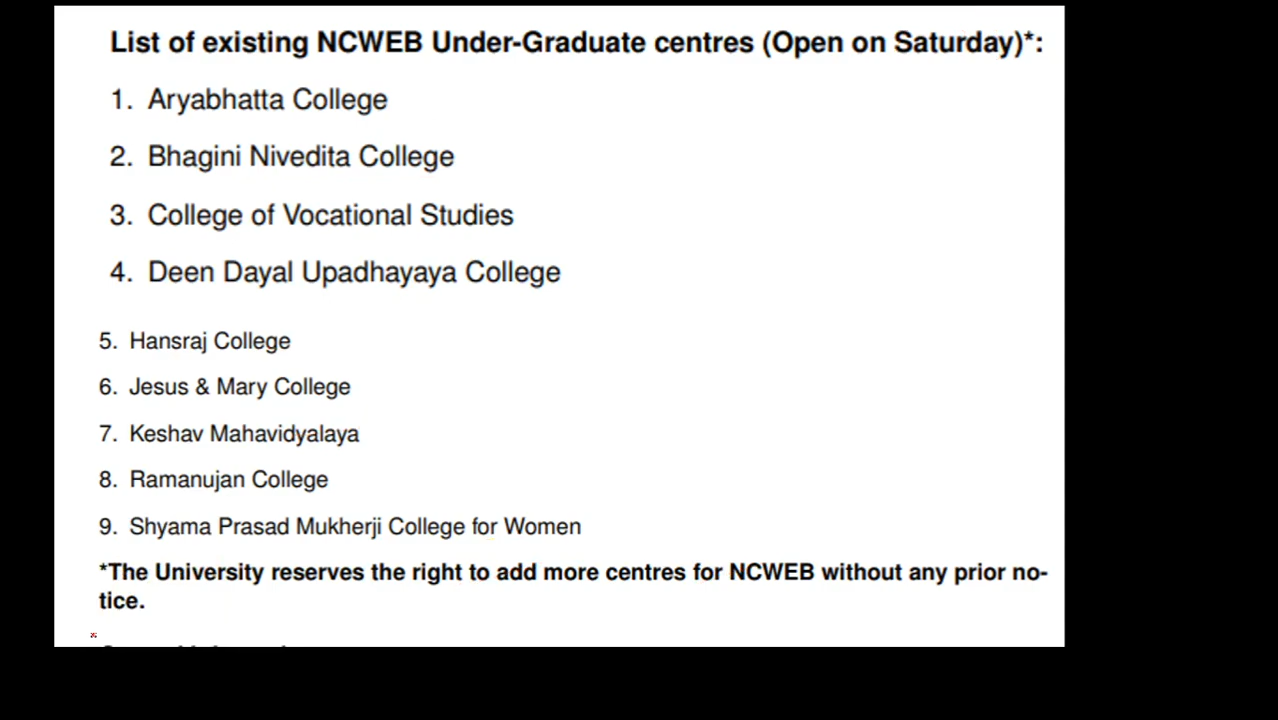 List of existing NCWEB Under-Graduate centres (Open on Saturday)*:
1. Aryabhatta College
2. Bhagini Nivedita College
3. College of Vocational Studies
4. Deen Dayal Upadhayaya College
5. Hansraj College
6. Jesus & Mary College
7. Keshav Mahavidyalaya
8. Ramanujan College
9. Shyama Prasad Mukherji College for Women
*The University reserves the right to add more centres for NCWEB without any prior no-
tice.